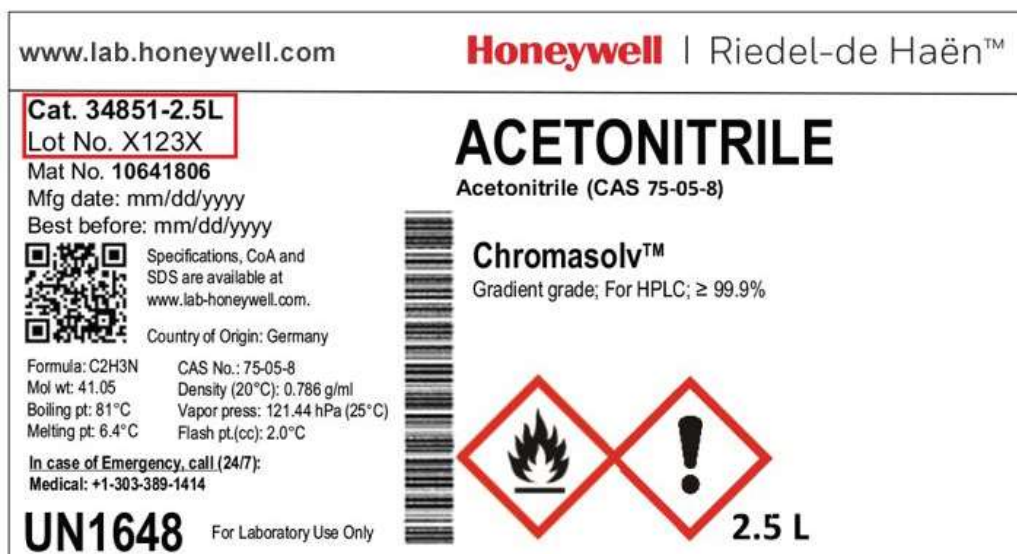 www.lab.honeywell.com
Honeywell | Riedel-de Haën™
Cat. 34851-2.5L
Lot No. X123X
Mat No. 10641806
Mfg date: mm/dd/yyyy
Best before: mm/dd/yyyy
Specifications, CoA and
SDS are available at
www.lab-honeywell.com.
Country of Origin: Germany
Formula: C2H3N
Mol wt: 41.05
Boiling pt: 81°C
Melting pt: 6.4°C
CAS No.: 75-05-8
Density (20°C): 0.786 g/ml
Vapor press: 121.44 hPa (25°C)
Flash pt.(cc): 2.0°C
In case of Emergency, call (24/7):
Medical: +1-303-389-1414
UN1648
For Laboratory Use Only
ACETONITRILE
Acetonitrile (CAS 75-05-8)
Chromasolv™
Gradient grade; For HPLC; ≥ 99.9%
2.5 L